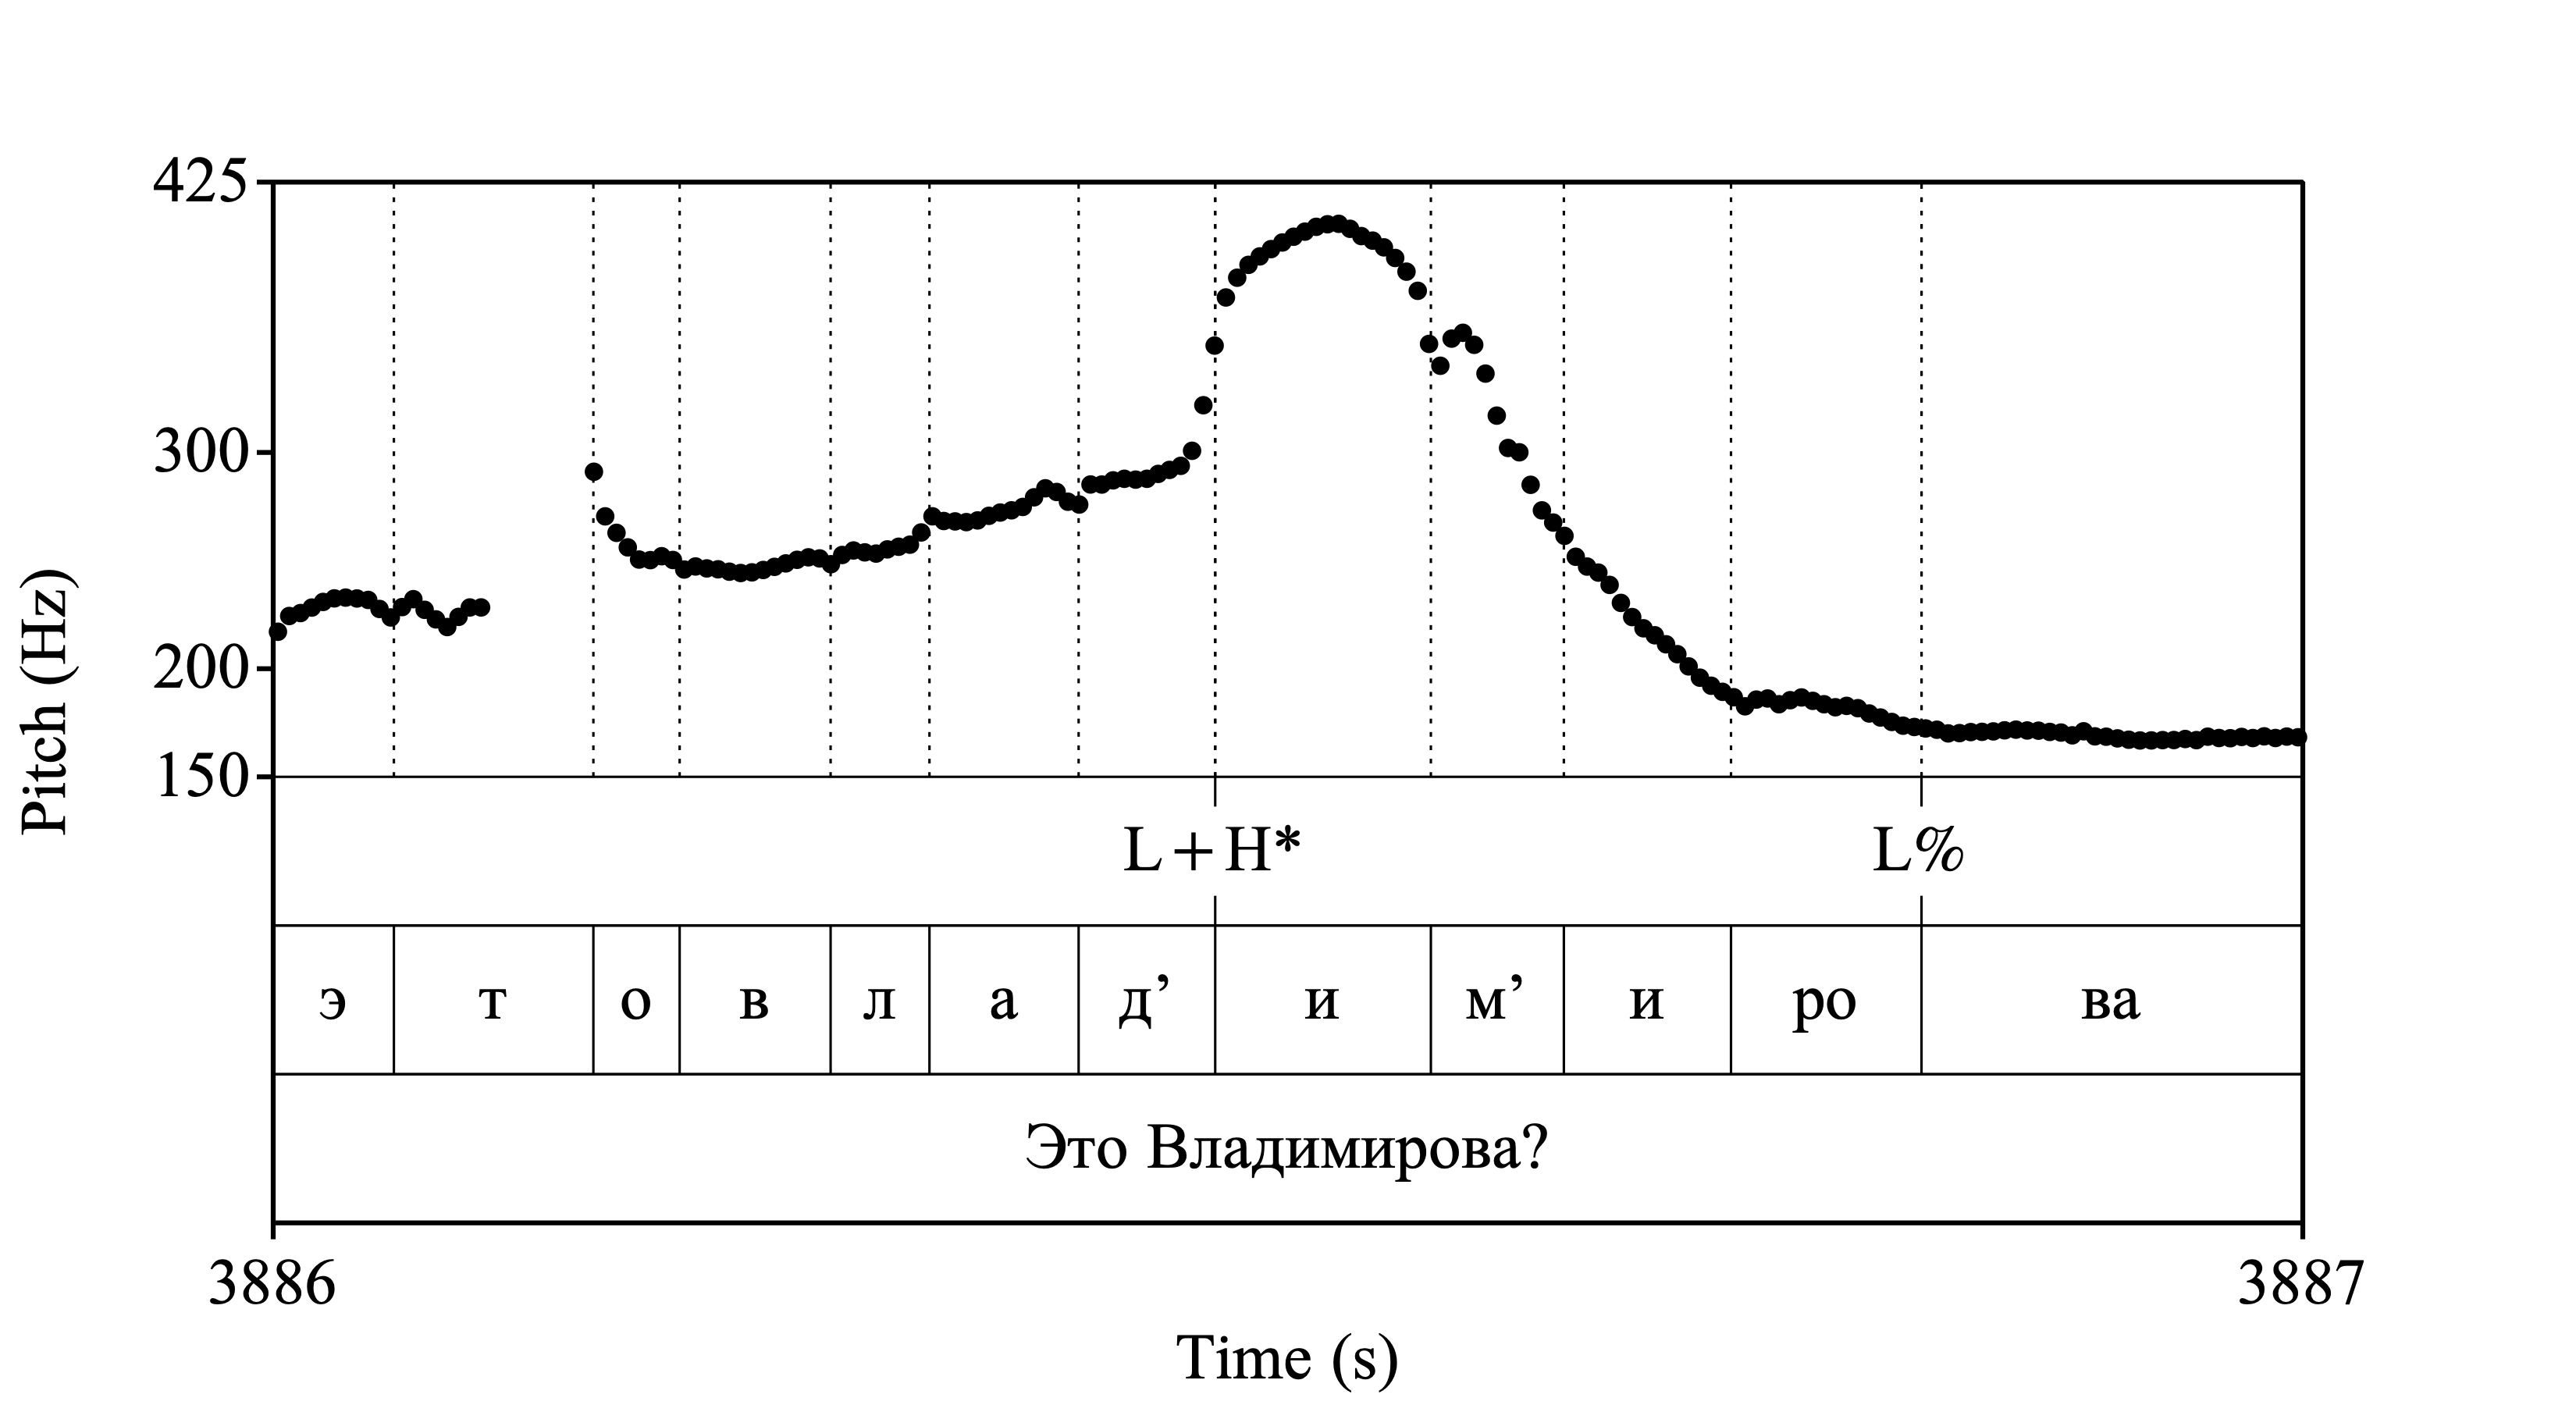 425
300
200
150
Pitch (Hz)
L+H* L%
э т о в л а д’ и м’ и ро ва
Это Владимирова?
3886 3887
Time (s)